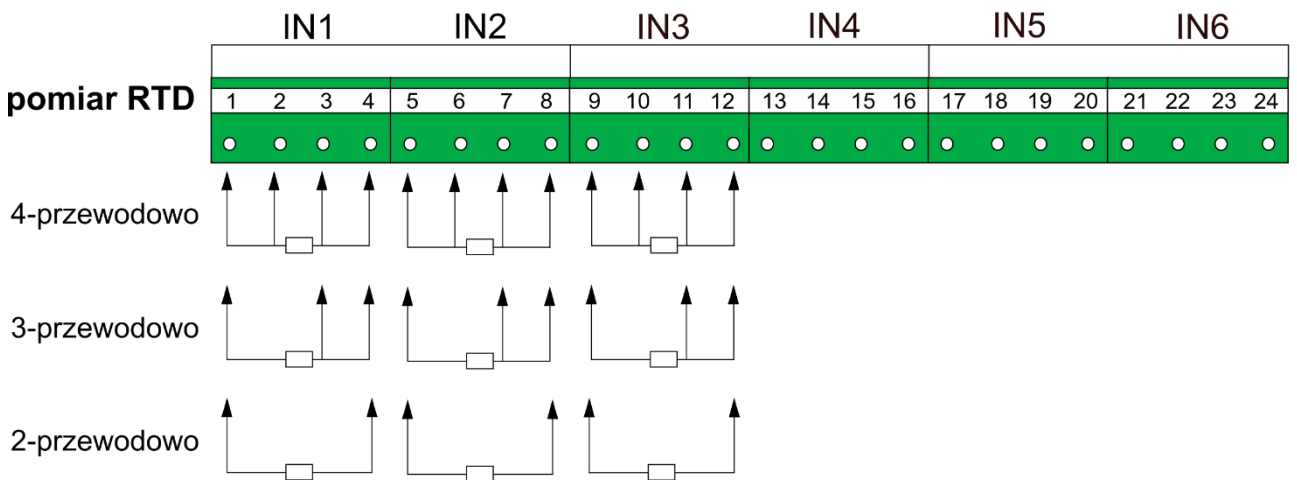 IN1 IN2 IN3 IN4 IN5 IN6
pomiar RTD 1 2 3 4 5 6 7 8 9 10 11 12 13 14 15 16 17 18 19 20 21 22 23 24
4-przewodowo
3-przewodowo
2-przewodowo